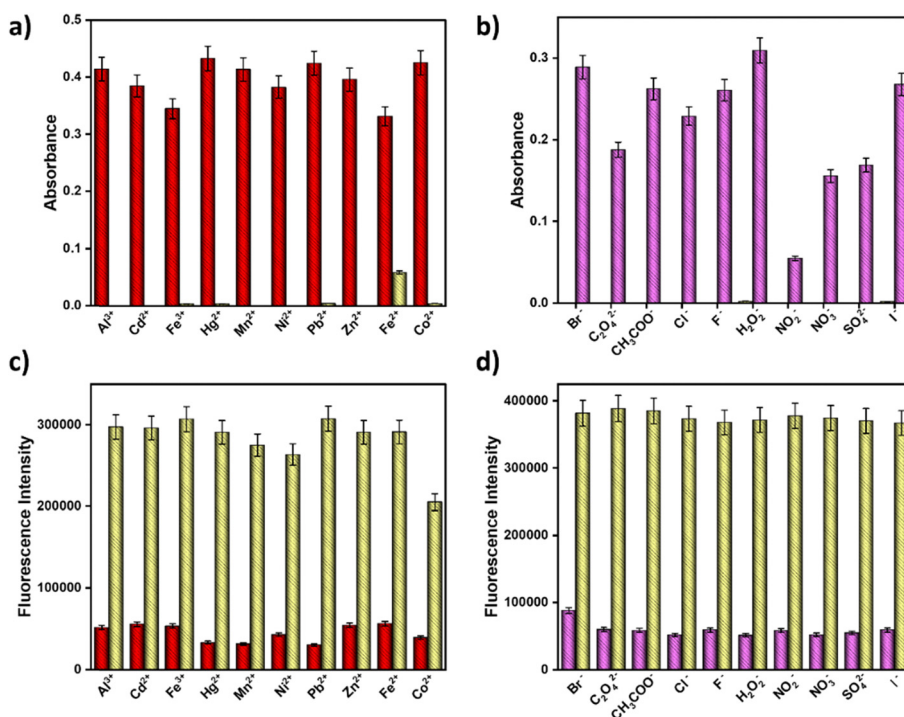 a)
0.5
0.4
0.3
0.2
0.1
0.0
Absorbance
Al³⁺ Cd²⁺ Fe³⁺ Hg²⁺ Mn²⁺ Ni²⁺ Pb²⁺ Zn²⁺ Fe²⁺ Co²⁺
b)
0.3
0.2
0.1
0.0
Absorbance
Br⁻ C₂O₄²⁻ CH₃COO⁻ Cl⁻ F⁻ H₂O₂⁻ NO₂⁻ NO₃⁻ SO₄²⁻ I⁻
c)
300000
200000
100000
0
Fluorescence Intensity
Al³⁺ Cd²⁺ Fe³⁺ Hg²⁺ Mn²⁺ Ni²⁺ Pb²⁺ Zn²⁺ Fe²⁺ Co²⁺
d)
400000
300000
200000
100000
0
Fluorescence Intensity
Br⁻ C₂O₄²⁻ CH₃COO⁻ Cl⁻ F⁻ H₂O₂⁻ NO₂⁻ NO₃⁻ SO₄²⁻ I⁻